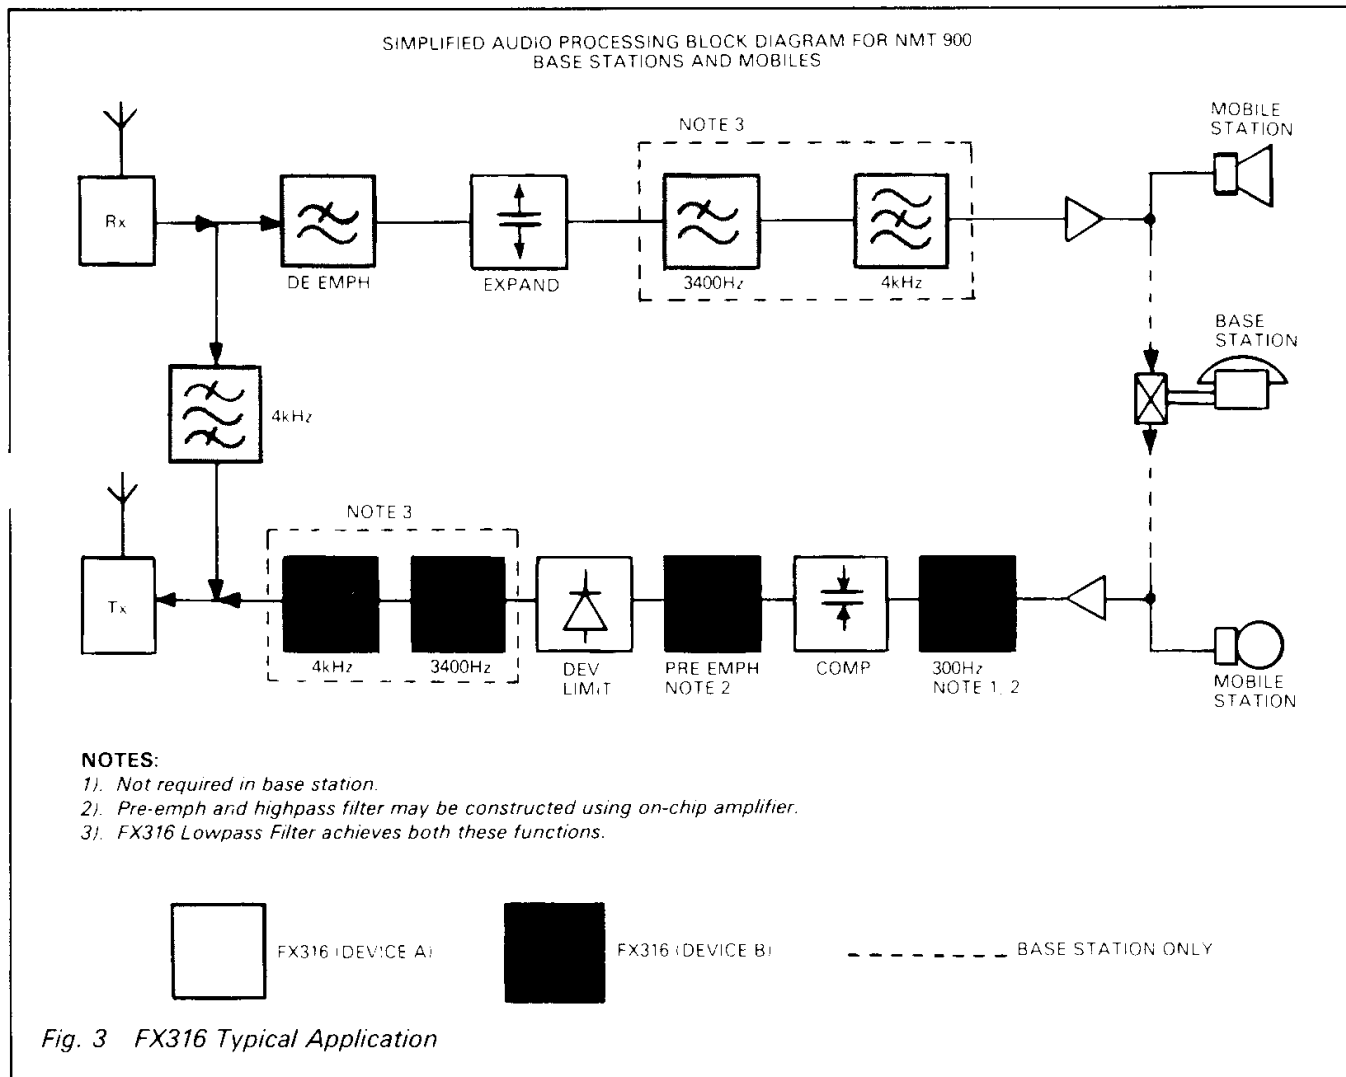 SIMPLIFIED AUDIO PROCESSING BLOCK DIAGRAM FOR NMT 900
BASE STATIONS AND MOBILES
NOTE 3
MOBILE
STATION
Rx
DE EMPH
EXPAND
3400Hz
4kHz
BASE
STATION
4kHz
NOTE 3
Tx
4kHz
3400Hz
DEV
LIMIT
PRE EMPH
NOTE 2
COMP
300Hz
NOTE 1, 2
MOBILE
STATION
NOTES:
1). Not required in base station.
2). Pre-emph and highpass filter may be constructed using on-chip amplifier.
3). FX316 Lowpass Filter achieves both these functions.
FX316 (DEVICE A)
FX316 (DEVICE B)
BASE STATION ONLY
Fig. 3 FX316 Typical Application